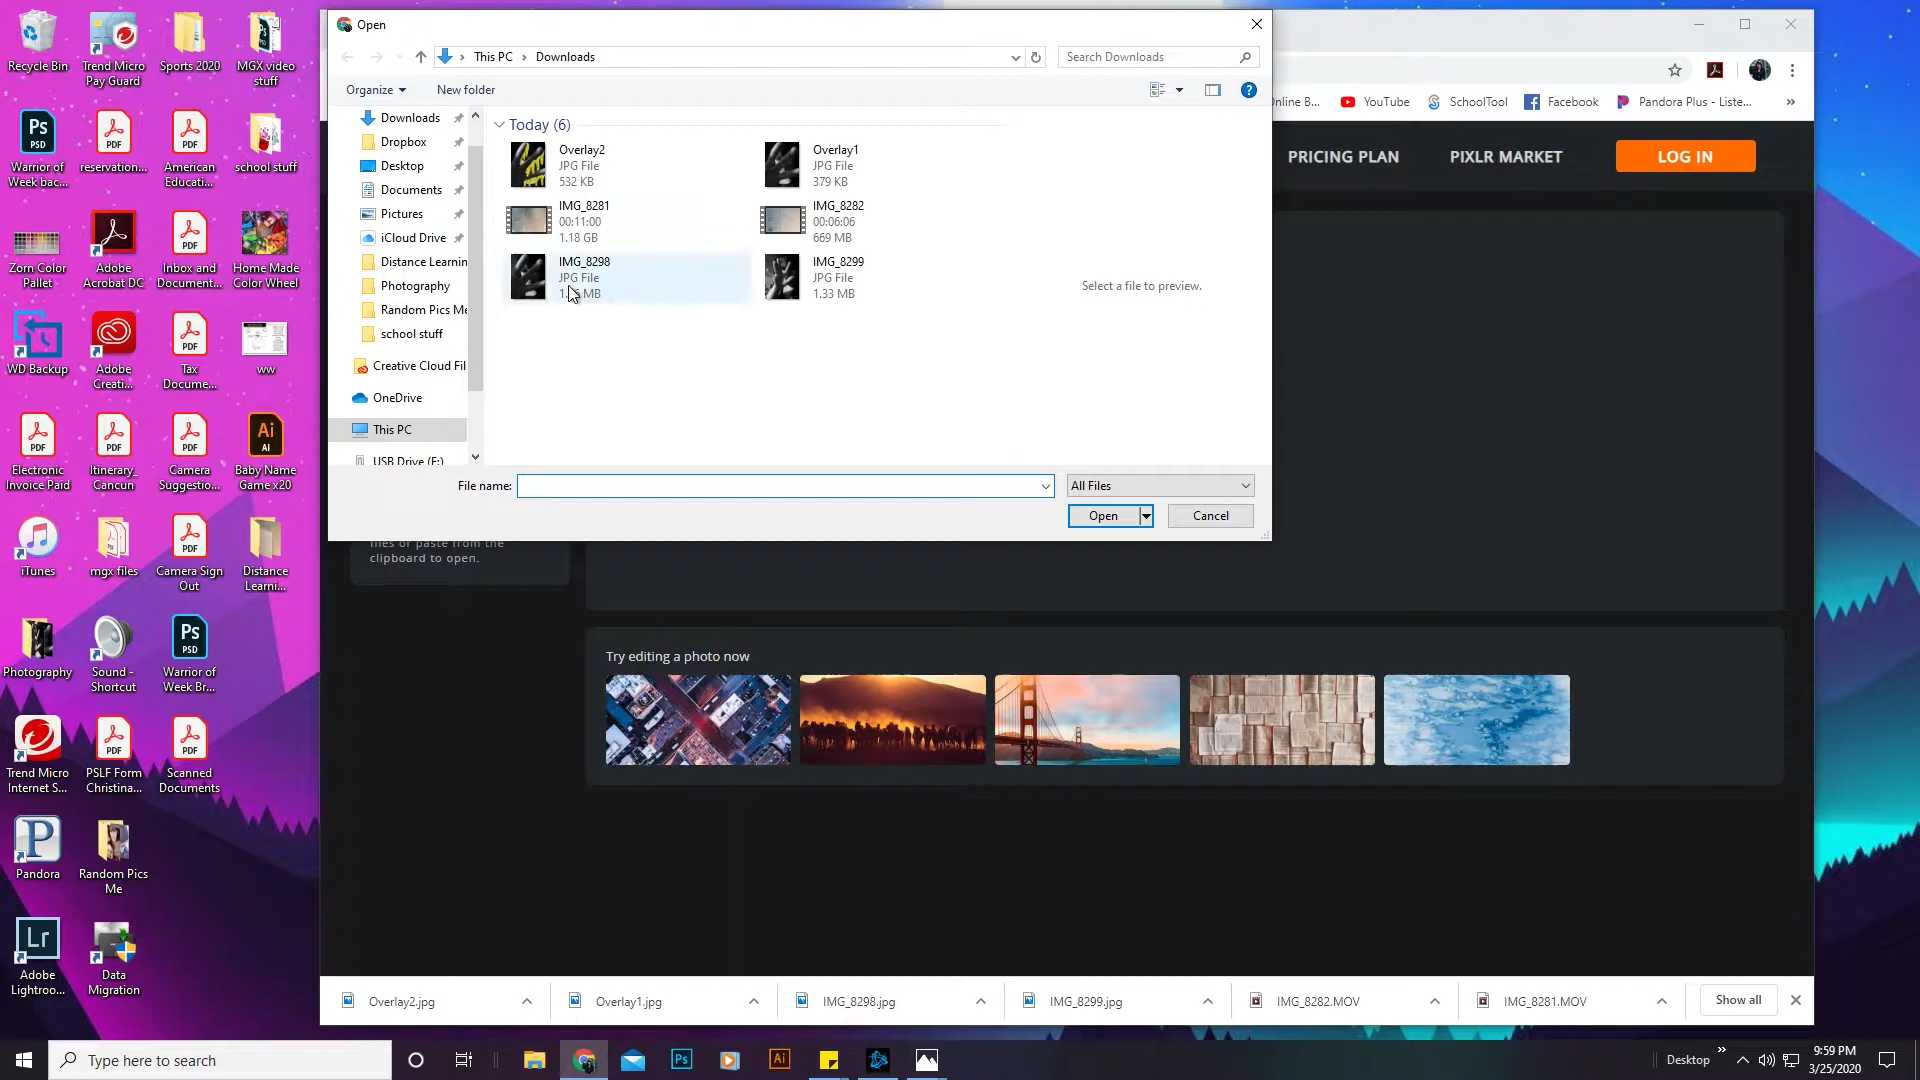 Recycle Bin
Trend Micro
Pay Guard
Sports 2020
MGX video
stuff
Warrior of
Week bac...
reservation...
American
Educati...
school stuff
Zorn Color
Pallet
Adobe
Acrobat DC
Inbox and
Document...
Home Made
Color Wheel
WD Backup
Adobe
Creati...
Tax
Docume...
ww
Electronic
Invoice Paid
Itinerary_
Cancun
Camera
Suggestio...
Baby Name
Game x20
iTunes
mgx files
Camera Sign
Out
Distance
Learni...
Photography
Sound -
Shortcut
Warrior of
Week Br...
Trend Micro
Internet S...
PSLF Form
Christina...
Scanned
Documents
Pandora
Random Pics
Me
Adobe
Lightroo...
Data
Migration
Open
This PC > Downloads
Search Downloads
Organize
New folder
Downloads
Dropbox
Desktop
Documents
Pictures
iCloud Drive
Distance Learnin
Photography
Random Pics Me
school stuff
Creative Cloud Fil
OneDrive
This PC
USB Drive (F:)
Today (6)
Overlay2
JPG File
532 KB
Overlay1
JPG File
379 KB
IMG_8281
00:11:00
1.18 GB
IMG_8282
00:06:06
669 MB
IMG_8298
JPG File
MB
IMG_8299
JPG File
1.33 MB
Select a file to preview.
File name:
All Files
Open
Cancel
YouTube
SchoolTool
Facebook
Pandora Plus - Liste...
PRICING PLAN
PIXLR MARKET
LOG IN
files or paste from the
clipboard to open.
Try editing a photo now
Overlay2.jpg
Overlay1.jpg
IMG_8298.jpg
IMG_8299.jpg
IMG_8282.MOV
IMG_8281.MOV
Show all
Type here to search
Desktop
9:59 PM
3/25/2020